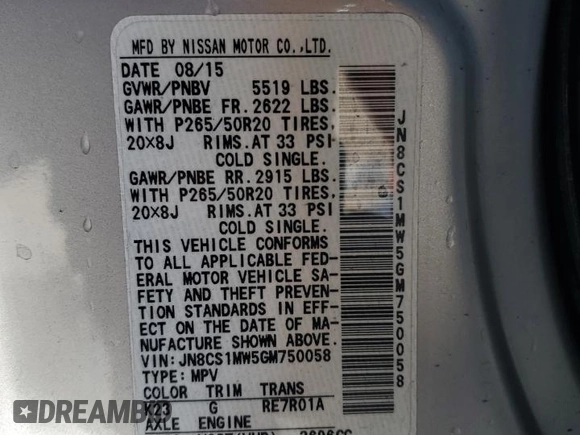 MFD BY NISSAN MOTOR CO.,LTD.
DATE 08/15
GVWR/PNBV 5519 LBS.
GAWR/PNBE FR. 2622 LBS.
WITH P265/50R20 TIRES,
20×8J RIMS.AT 33 PSI
COLD SINGLE.
GAWR/PNBE RR. 2915 LBS.
WITH P265/50R20 TIRES,
20×8J RIMS.AT 33 PSI
COLD SINGLE.
THIS VEHICLE CONFORMS
TO ALL APPLICABLE FED-
ERAL MOTOR VEHICLE SA-
FETY AND THEFT PREVEN-
TION STANDARDS IN EFF-
ECT ON THE DATE OF MA-
NUFACTURE SHOWN ABOVE.
VIN:JN8CS1MW5GM750058
TYPE: MPV
COLOR TRIM TRANS
K23 G RE7R01A
AXLE ENGINE
JN8CS1MW5GM750058
DREAMBID.COM